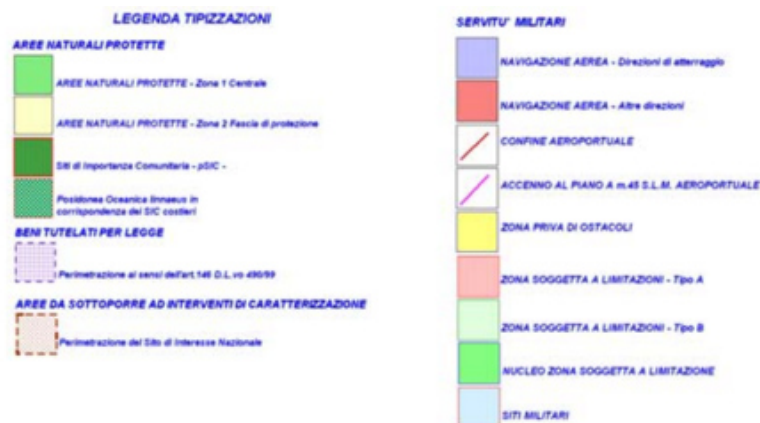 LEGENDA TIPIZZAZIONI
AREE NATURALI PROTETTE
AREE NATURALI PROTETTE - Zona 1 Centrale
AREE NATURALI PROTETTE - Zona 2 Fascia di protezione
Siti di Importanza Comunitaria - pSIC -
Posidonea Oceanica linnaeus in
corrispondenza dei SIC costieri
BENI TUTELATI PER LEGGE
Perimetrazione ai sensi dell'art.146 D.L.vo 490/99
AREE DA SOTTOPORRE AD INTERVENTI DI CARATTERIZZAZIONE
Perimetrazione del Sito di Interesse Nazionale
SERVITU' MILITARI
NAVIGAZIONE AEREA - Direzioni di atterraggio
NAVIGAZIONE AEREA - Altre direzioni
CONFINE AEROPORTUALE
ACCENNO AL PIANO A m.45 S.L.M. AEROPORTUALE
ZONA PRIVA DI OSTACOLI
ZONA SOGGETTA A LIMITAZIONI - Tipo A
ZONA SOGGETTA A LIMITAZIONI - Tipo B
NUCLEO ZONA SOGGETTA A LIMITAZIONE
SITI MILITARI